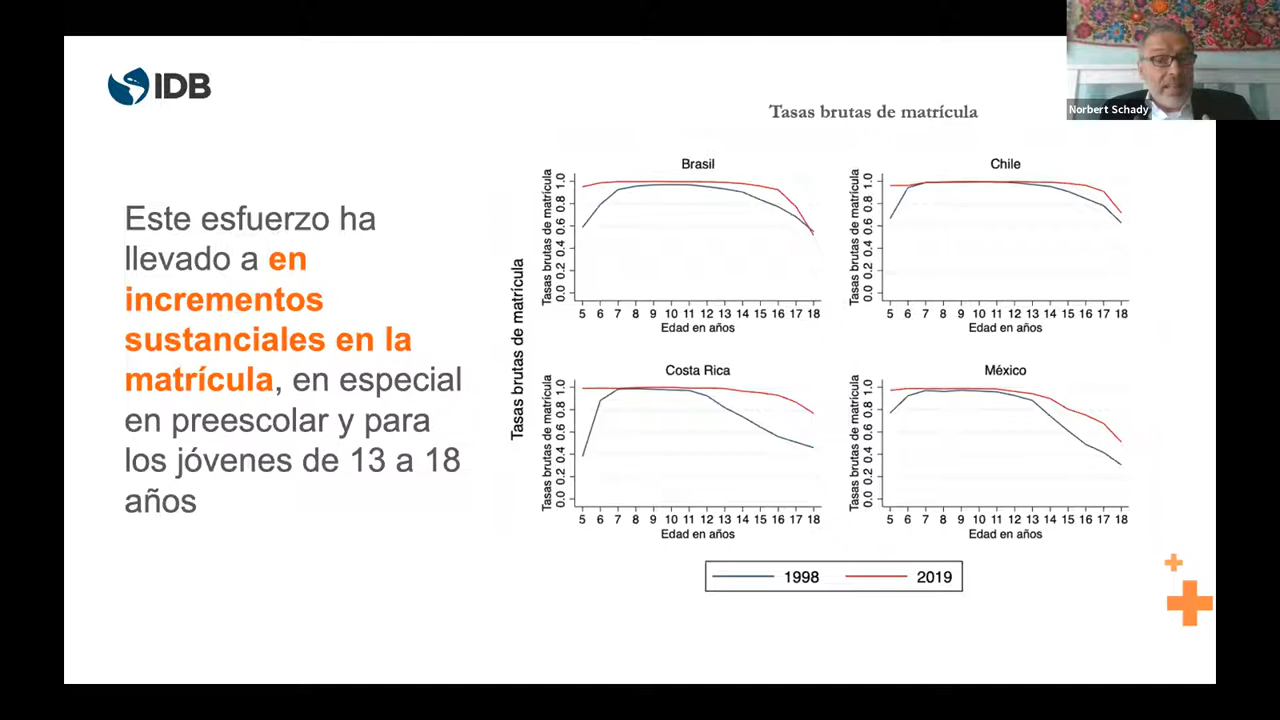 IDB
Norbert Schady
Tasas brutas de matrícula
Este esfuerzo ha
llevado a en
incrementos
sustanciales en la
matrícula, en especial
en preescolar y para
los jóvenes de 13 a 18
años
Tasas brutas de matrícula
Brasil
Tasas brutas de matrícula
0.0 0.2 0.4 0.6 0.8 1.0
5 6 7 8 9 10 11 12 13 14 15 16 17 18
Edad en años
Chile
Tasas brutas de matrícula
0.0 0.2 0.4 0.6 0.8 1.0
5 6 7 8 9 10 11 12 13 14 15 16 17 18
Edad en años
Costa Rica
Tasas brutas de matrícula
0.0 0.2 0.4 0.6 0.8 1.0
5 6 7 8 9 10 11 12 13 14 15 16 17 18
Edad en años
México
Tasas brutas de matrícula
0.0 0.2 0.4 0.6 0.8 1.0
5 6 7 8 9 10 11 12 13 14 15 16 17 18
Edad en años
1998 2019